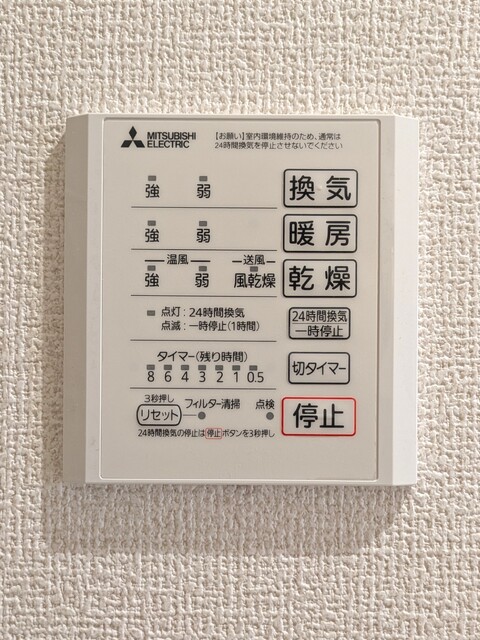 MITSUBISHI
ELECTRIC
【お願い】室内環境維持のため、通常は
24時間換気を停止させないでください
強 弱 換気
強 弱 暖房
温風 送風
強 弱 風乾燥 乾燥
点灯:24時間換気
点滅:一時停止(1時間)
24時間換気
一時停止
タイマー(残り時間)
8 6 4 3 2 1 0.5
切タイマー
3秒押し
リセット フィルター清掃 点検
停止
24時間換気の停止は停止ボタンを3秒押し